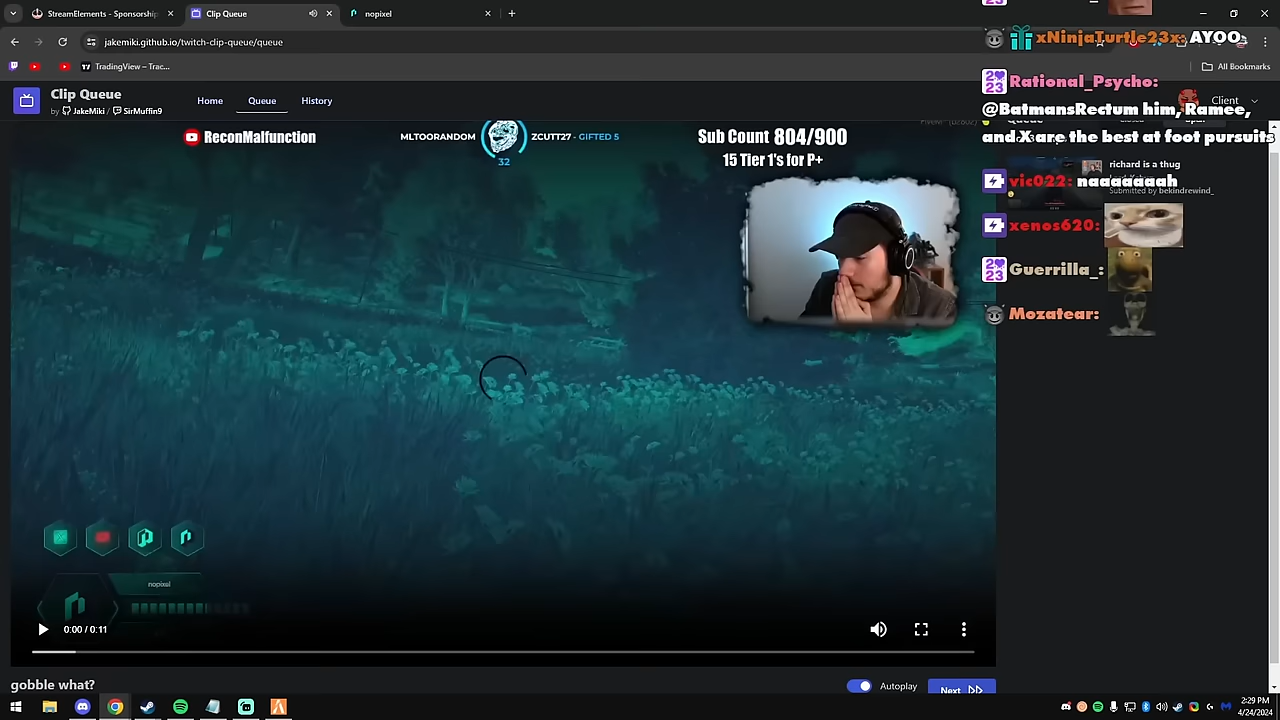 StreamElements - Sponsorship
Clip Queue
nopixel
jakemiki.github.io/twitch-clip-queue/queue
TradingView – Trac...
All Bookmarks
Clip Queue
by JakeMiki / SirMuffin9
Home
Queue
History
Client
ReconMalfunction
MLTOORANDOM
32
ZCUTT27 - GIFTED 5
Sub Count 804/900
15 Tier 1's for P+
xNinjaTurtle23x: AYOO
Rational_Psycho:
@BatmansRectum him, Ramee,
and X are the best at foot pursuits
richard is a thug
Submitted by bekindrewind_
vic022: naaaaaaah
xenos620:
Guerrilla_:
Mozatear:
nopixel
0:00 / 0:11
gobble what?
Autoplay
Next
2:29 PM
4/24/2024